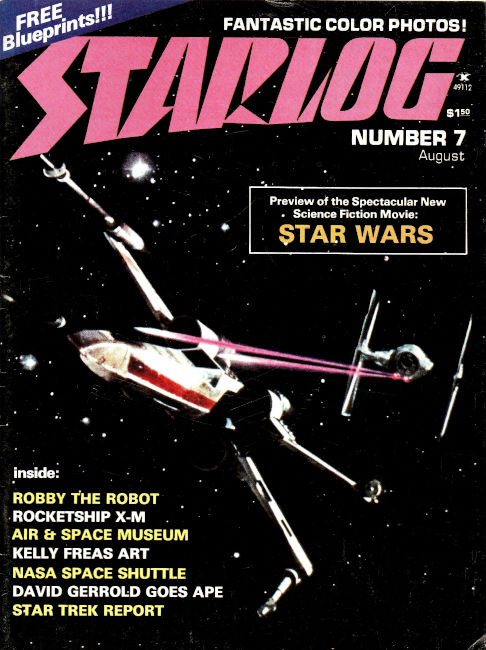 FREE
Blueprints!!!
FANTASTIC COLOR PHOTOS!
STARLOG
49112
$1.50
NUMBER 7
August
Preview of the Spectacular New
Science Fiction Movie:
STAR WARS
inside:
ROBBY THE ROBOT
ROCKETSHIP X-M
AIR & SPACE MUSEUM
KELLY FREAS ART
NASA SPACE SHUTTLE
DAVID GERROLD GOES APE
STAR TREK REPORT